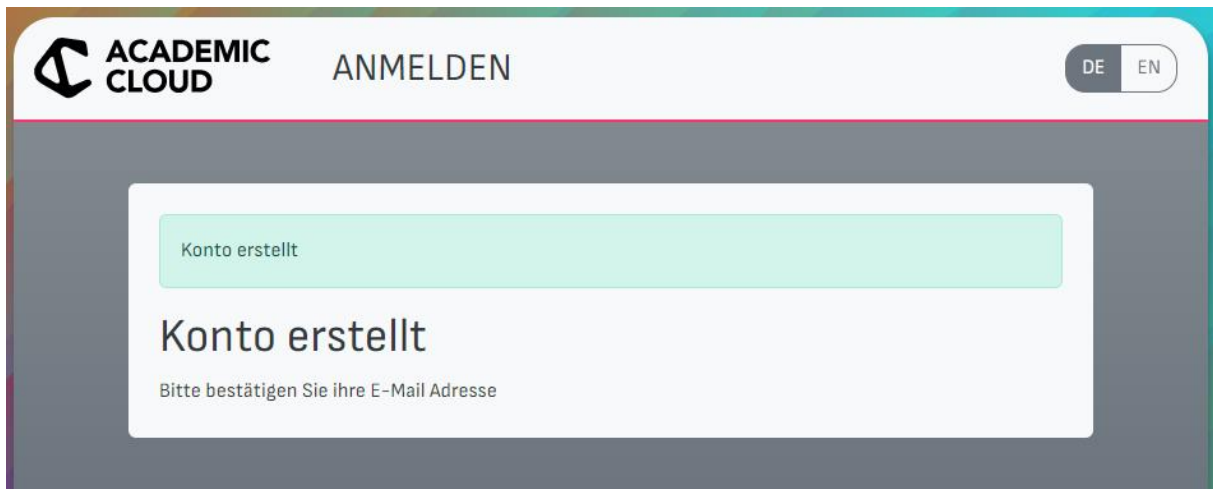 ACADEMIC
CLOUD
ANMELDEN
DE EN
Konto erstellt
Konto erstellt
Bitte bestätigen Sie ihre E-Mail Adresse